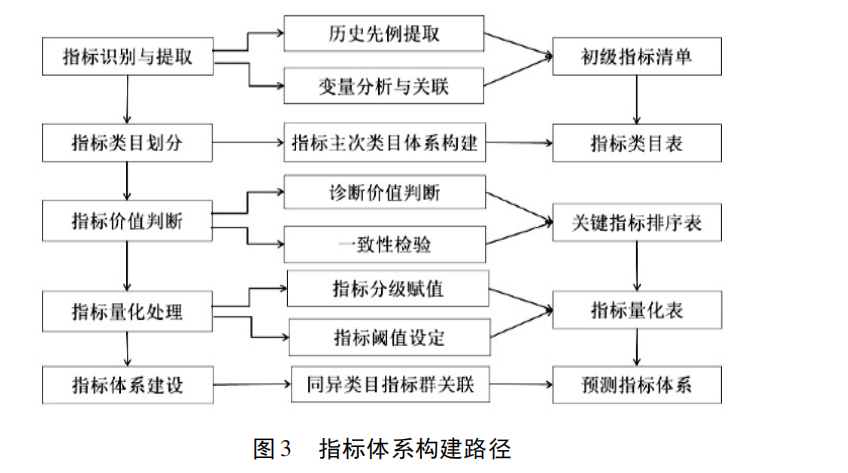 指标识别与提取
历史先例提取
变量分析与关联
初级指标清单
指标类目划分
指标主次类目体系构建
指标类目表
指标价值判断
诊断价值判断
一致性检验
关键指标排序表
指标量化处理
指标分级赋值
指标阈值设定
指标量化表
指标体系建设
同异类目指标群关联
预测指标体系
图3 指标体系构建路径